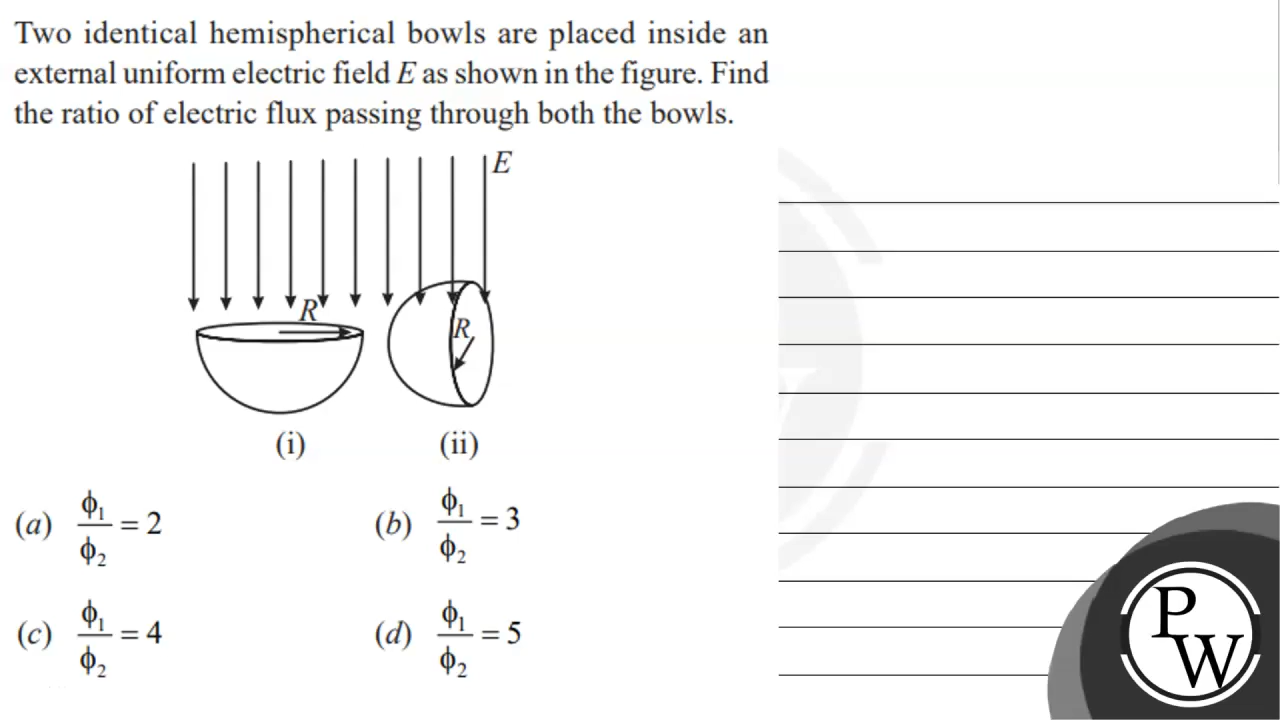 Two identical hemispherical bowls are placed inside an
external uniform electric field E as shown in the figure. Find
the ratio of electric flux passing through both the bowls.
E
R
R
(i) (ii)
(a) ϕ₁/ϕ₂ = 2 (b) ϕ₁/ϕ₂ = 3
(c) ϕ₁/ϕ₂ = 4 (d) ϕ₁/ϕ₂ = 5
P
W